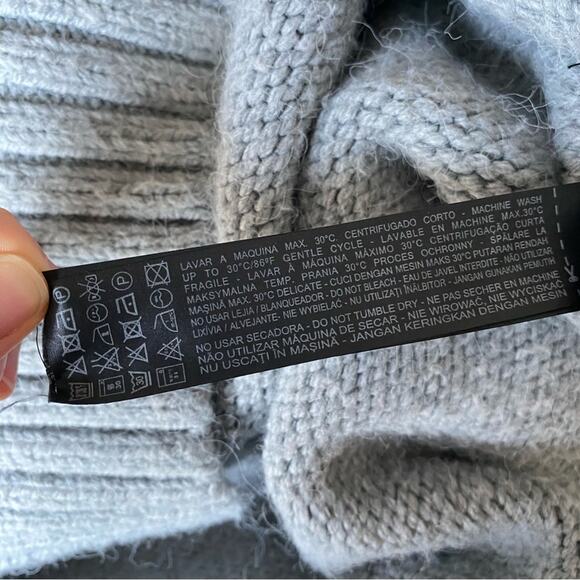 LAVAR A MAQUINA MAX. 30°C CENTRIFUGADO CORTO - MACHINE WASH
UP TO 30°C/86°F GENTLE CYCLE - LAVABLE EN MACHINE MAX.30°C
FRAGILE - LAVAR À MÁQUINA MÁXIMO 30°C CENTRIFUGAÇÃO CURTA
MAKSYMALNA TEMP. PRANIA 30°C PROCES OCHRONNY - SPĂLARE LA
MAȘINĂ MAX. 30°C DELICATE - CUCI DENGAN MESIN MAKS 30°C PUTARAN RENDAH
NO USAR LEJIA / BLANQUEADOR - DO NOT BLEACH - EAU DE JAVEL INTERDITE - NÃO UTILIZAR
LIXÍVIA / ALVEJANTE - NIE WYBIELAĆ - NU UTILIZAȚI ÎNĂLBITOR - JANGAN GUNAKAN PEMUTIH
NO USAR SECADORA - DO NOT TUMBLE DRY - NE PAS SECHER EN MACHINE
NÃO UTILIZAR MAQUINA DE SECAR - NIE WIROWAĆ, NIE WYCISKAĆ
NU USCAȚI ÎN MAȘINĂ - JANGAN KERINGKAN DENGAN MESIN